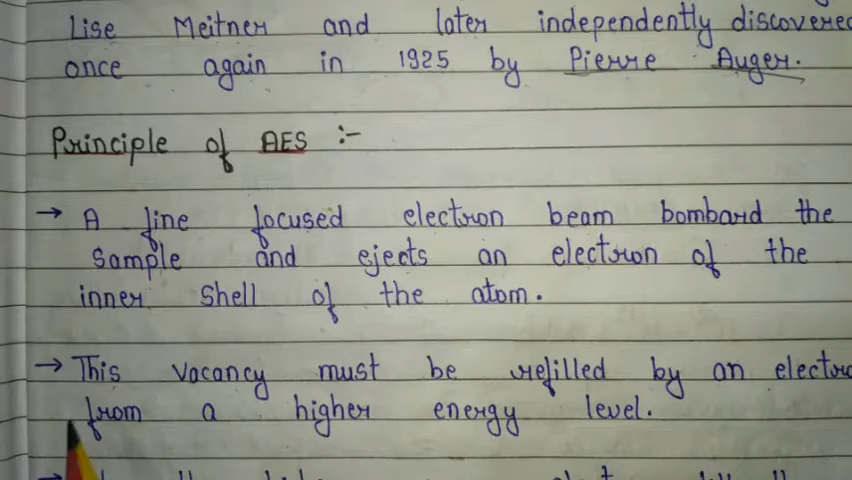 Lise Meitner and later independently discovered
once again in 1925 by Pierre Auger.
Principle of AES :-
→ A fine focused electron beam bombard the
sample and ejects an electron of the
inner shell of the atom.
→ This vacancy must be refilled by an electro
from a higher energy level.